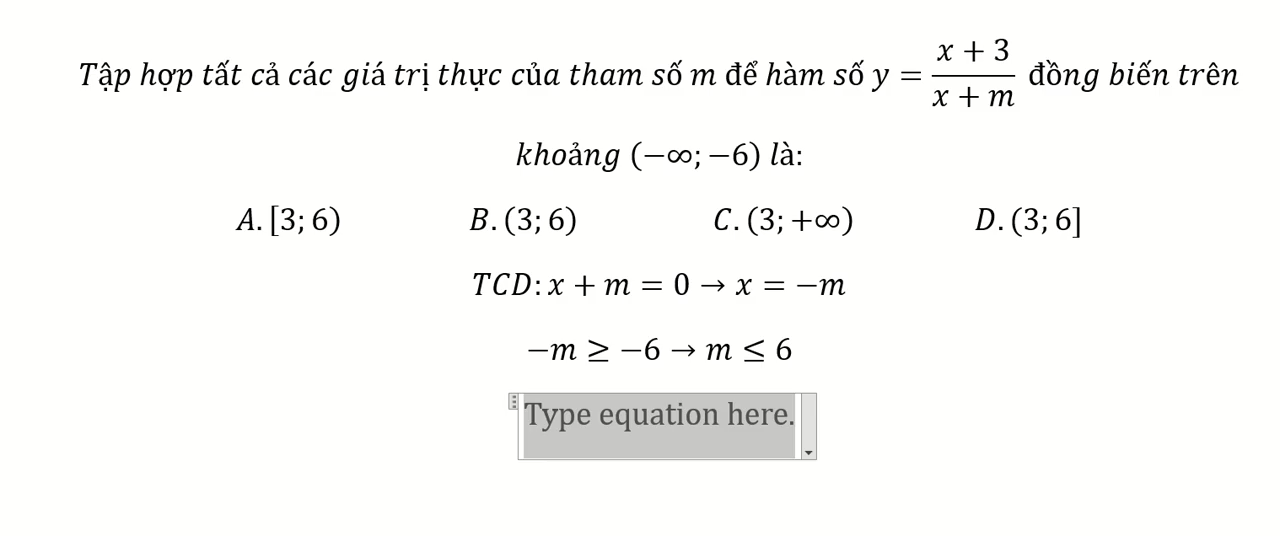 Tập hợp tất cả các giá trị thực của tham số m để hàm số y = (x + 3)/(x + m) đồng biến trên
khoảng (−∞; −6) là:
A. [3; 6) B. (3; 6) C. (3; +∞) D. (3; 6]
TCD: x + m = 0 → x = −m
−m ≥ −6 → m ≤ 6
Type equation here.